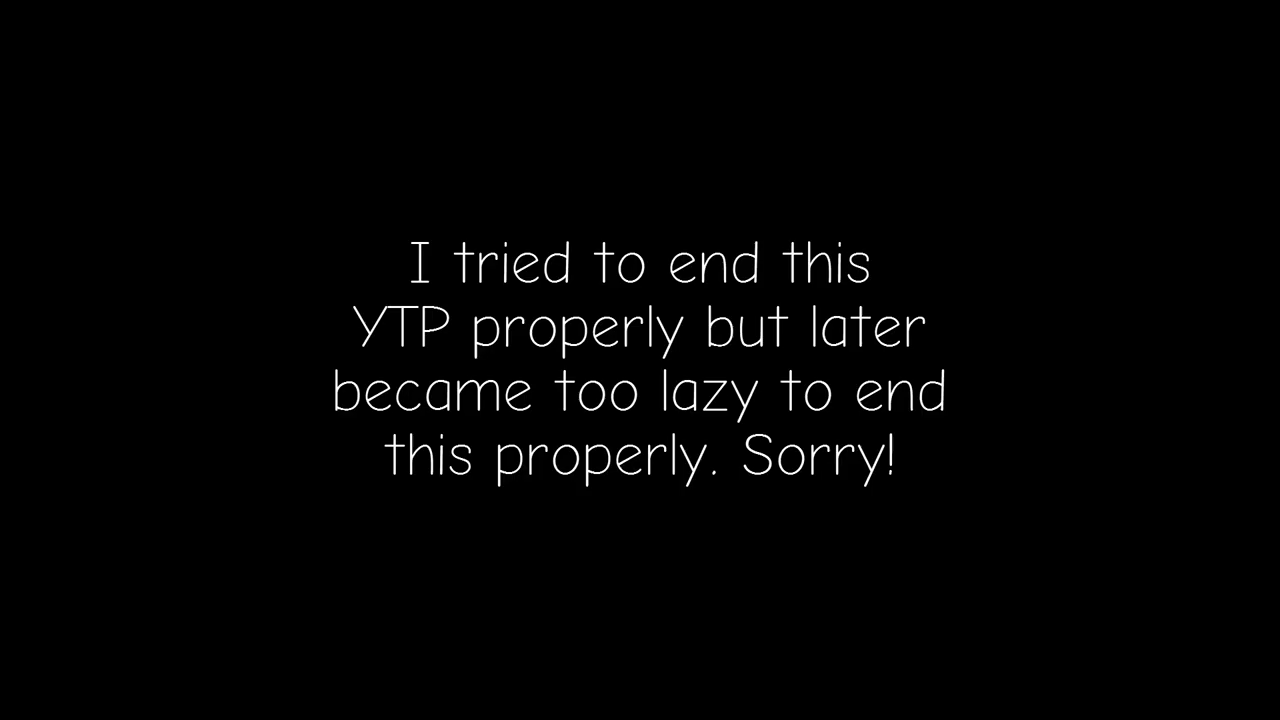 I tried to end this
YTP properly but later
became too lazy to end
this properly. Sorry!